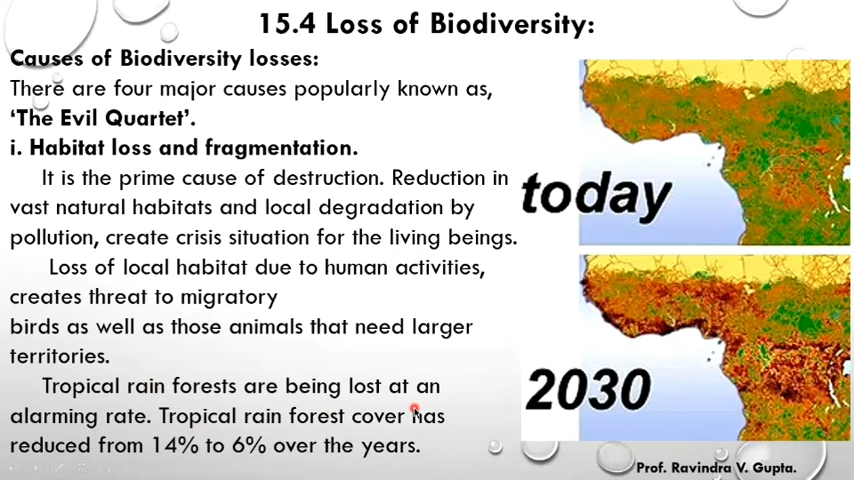 15.4 Loss of Biodiversity:
Causes of Biodiversity losses:
There are four major causes popularly known as,
‘The Evil Quartet’.
i. Habitat loss and fragmentation.
It is the prime cause of destruction. Reduction in
vast natural habitats and local degradation by
pollution, create crisis situation for the living beings.
Loss of local habitat due to human activities,
creates threat to migratory
birds as well as those animals that need larger
territories.
Tropical rain forests are being lost at an
alarming rate. Tropical rain forest cover has
reduced from 14% to 6% over the years.
today
2030
Prof. Ravindra V. Gupta.